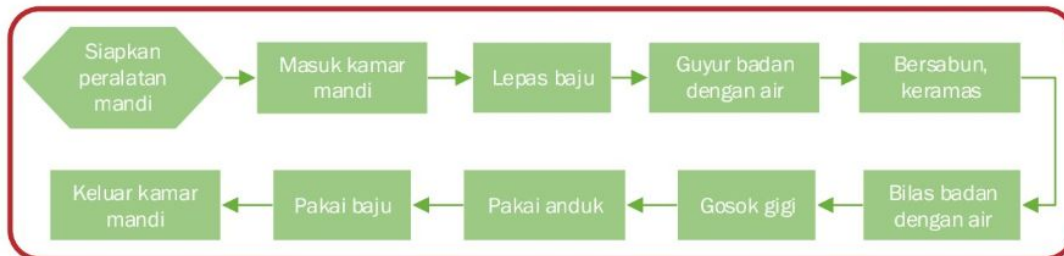 Siapkan
peralatan
mandi
Masuk kamar
mandi
Lepas baju
Guyur badan
dengan air
Bersabun,
keramas
Bilas badan
dengan air
Gosok gigi
Pakai anduk
Pakai baju
Keluar kamar
mandi